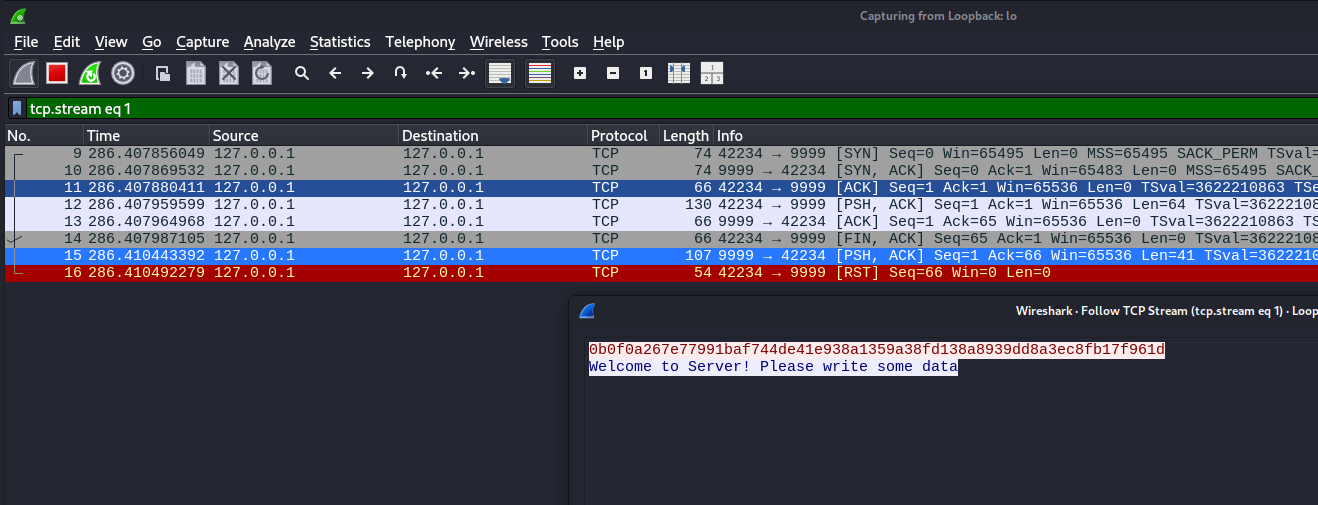 Capturing from Loopback: lo
File Edit View Go Capture Analyze Statistics Telephony Wireless Tools Help
tcp.stream eq 1
No. Time Source Destination Protocol Length Info
9 286.407856049 127.0.0.1 127.0.0.1 TCP 74 42234 → 9999 [SYN] Seq=0 Win=65495 Len=0 MSS=65495 SACK_PERM TSval=
10 286.407869532 127.0.0.1 127.0.0.1 TCP 74 9999 → 42234 [SYN, ACK] Seq=0 Ack=1 Win=65483 Len=0 MSS=65495 SACK_
11 286.407880411 127.0.0.1 127.0.0.1 TCP 66 42234 → 9999 [ACK] Seq=1 Ack=1 Win=65536 Len=0 TSval=3622210863 TSe
12 286.407959599 127.0.0.1 127.0.0.1 TCP 130 42234 → 9999 [PSH, ACK] Seq=1 Ack=1 Win=65536 Len=64 TSval=36222108
13 286.407964968 127.0.0.1 127.0.0.1 TCP 66 9999 → 42234 [ACK] Seq=1 Ack=65 Win=65536 Len=0 TSval=3622210863 TS
14 286.407987105 127.0.0.1 127.0.0.1 TCP 66 42234 → 9999 [FIN, ACK] Seq=65 Ack=1 Win=65536 Len=0 TSval=36222108
15 286.410443392 127.0.0.1 127.0.0.1 TCP 107 9999 → 42234 [PSH, ACK] Seq=1 Ack=66 Win=65536 Len=41 TSval=3622210
16 286.410492279 127.0.0.1 127.0.0.1 TCP 54 42234 → 9999 [RST] Seq=66 Win=0 Len=0
Wireshark · Follow TCP Stream (tcp.stream eq 1) · Loop
0b0f0a267e77991baf744de41e938a1359a38fd138a8939dd8a3ec8fb17f961d
Welcome to Server! Please write some data